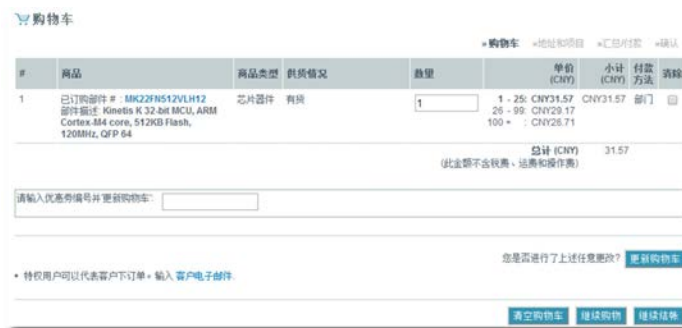 购物车
»购物车 »地址和项目 »汇总/付款 »确认
# 商品 商品类型 供货情况 数量 单价 (CNY) 小计 (CNY) 付款方法 清除
1 已订购部件 #：MK22FN512VLH12 芯片器件 有货 1 1 - 25: CNY31.57 CNY31.57 部门
部件描述: Kinetis K 32-bit MCU, ARM 26 - 99: CNY29.17
Cortex-M4 core, 512KB Flash, 100 + : CNY26.71
120MHz, QFP 64
总计 (CNY) 31.57
(此金额不含税费、运费和操作费)
请输入优惠券编号并'更新购物车':
您是否进行了上述任意更改? 更新购物车
• 特权用户可以代表客户下订单。输入 客户电子邮件.
清空购物车 继续购物 继续结帐